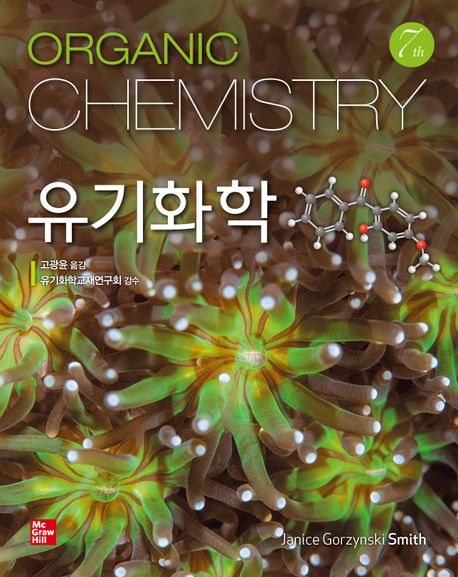 ORGANIC
7th
CHEMISTRY
유기화학
고광윤 옮김
유기화학교재연구회 감수
Mc
Graw
Hill
Janice Gorzynski Smith